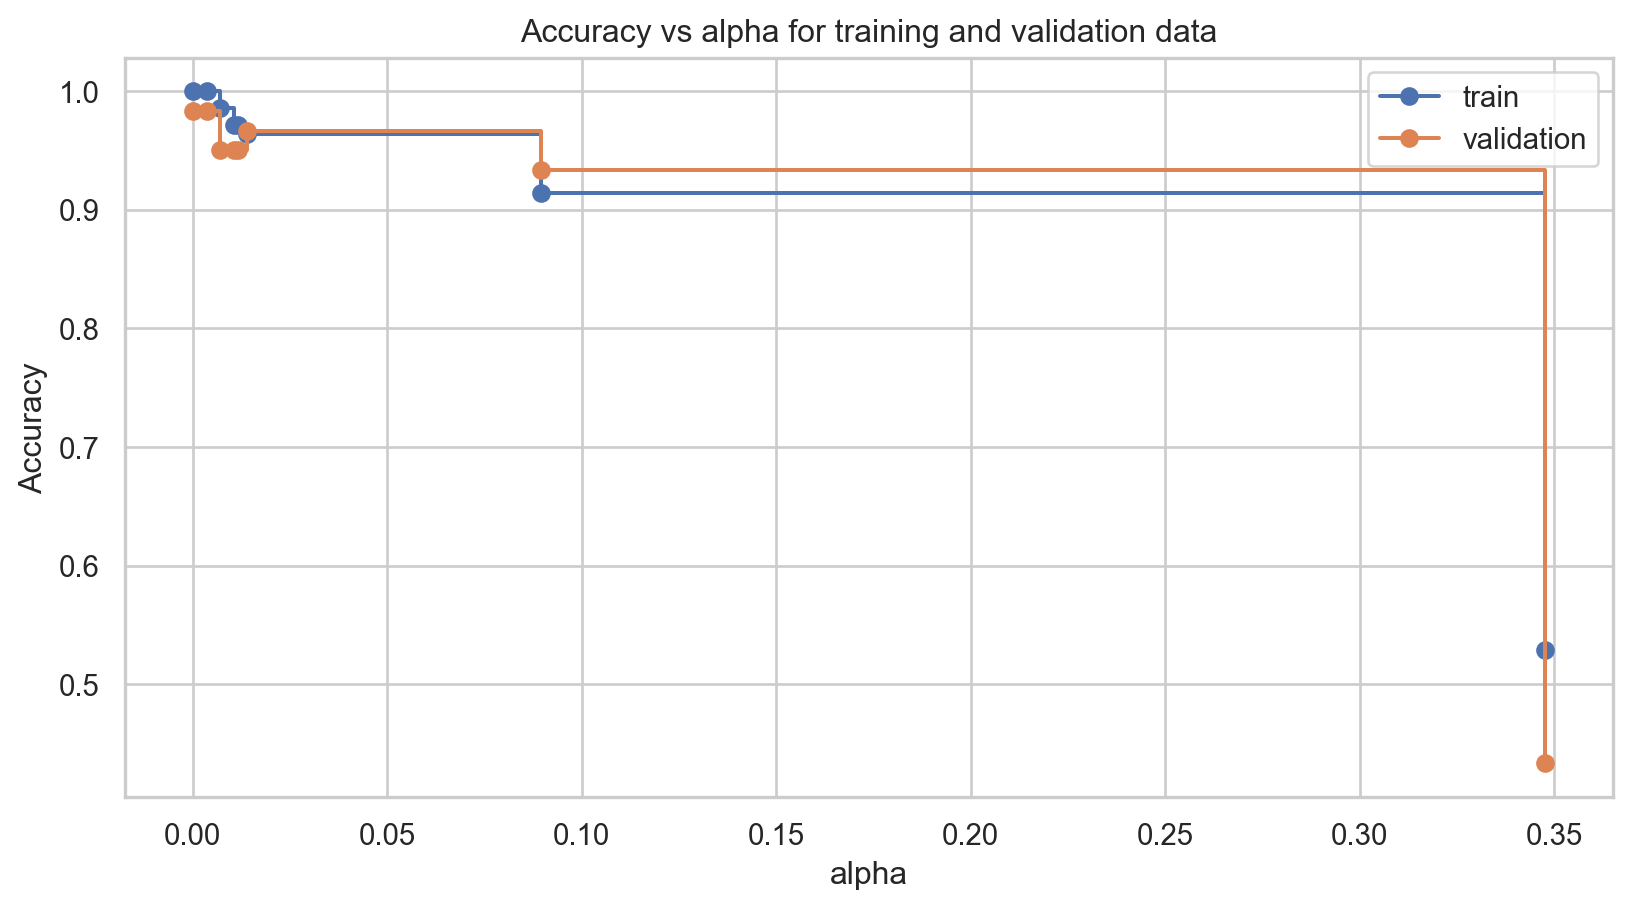 Accuracy vs alpha for training and validation data
train
validation
1.0
0.9
0.8
0.7
0.6
0.5
Accuracy
0.00 0.05 0.10 0.15 0.20 0.25 0.30 0.35
alpha